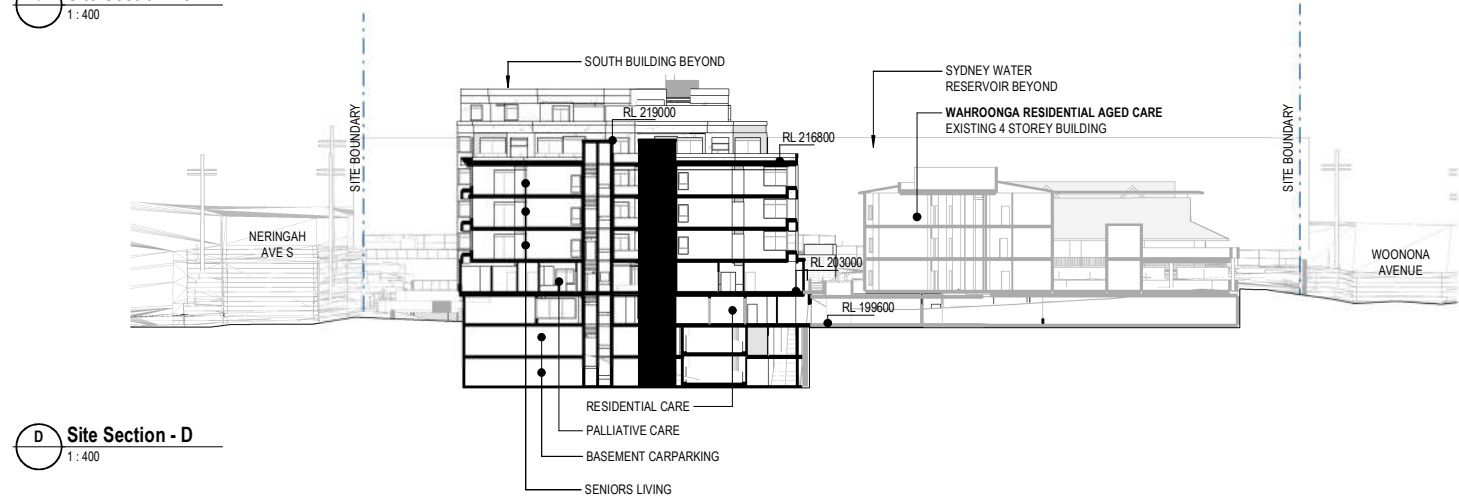 1 : 400
SOUTH BUILDING BEYOND
SYDNEY WATER
RESERVOIR BEYOND
WAHROONGA RESIDENTIAL AGED CARE
EXISTING 4 STOREY BUILDING
SITE BOUNDARY
SITE BOUNDARY
RL 219000
RL 216800
NERINGAH
AVE S
RL 203000
WOONONA
AVENUE
RL 199600
RESIDENTIAL CARE
PALLIATIVE CARE
BASEMENT CARPARKING
SENIORS LIVING
D
Site Section - D
1 : 400